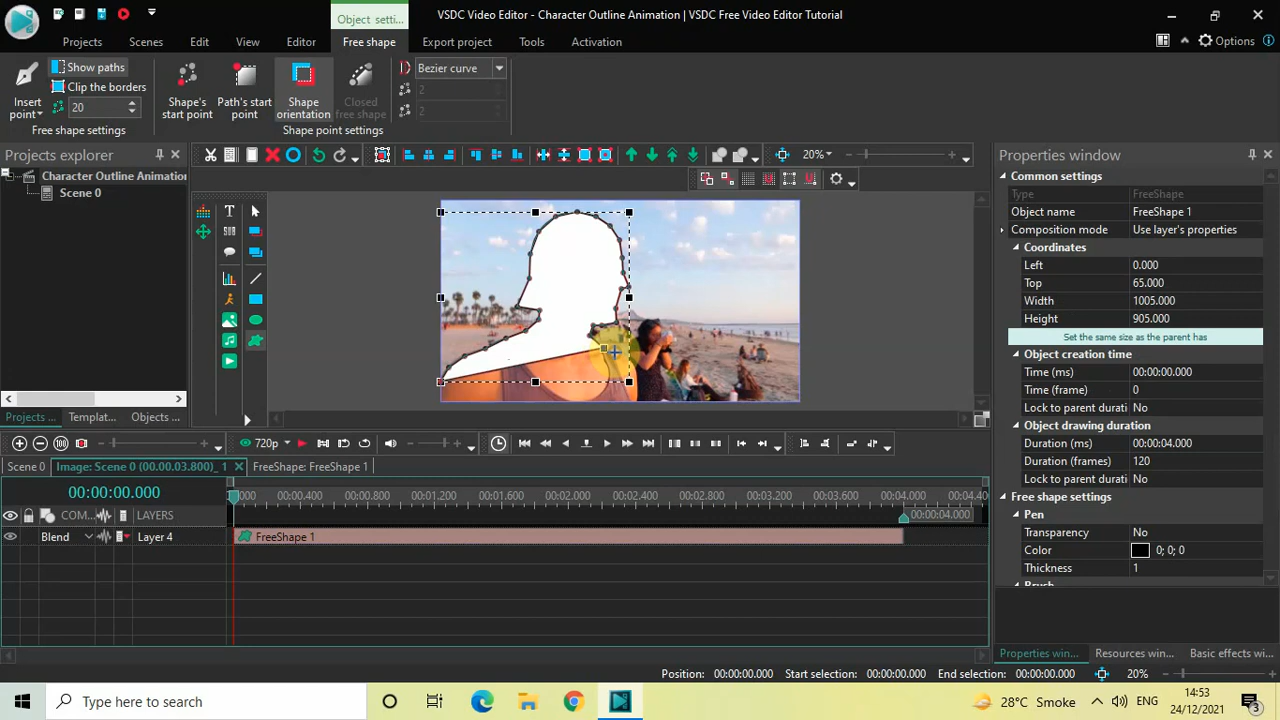 VSDC Video Editor - Character Outline Animation | VSDC Free Video Editor Tutorial
Object setti...
Projects
Scenes
Edit
View
Editor
Free shape
Export project
Tools
Activation
Options
Insert point
Show paths
Clip the borders
20
Free shape settings
Shape's start point
Path's start point
Shape orientation
Closed free shape
Bezier curve
2
2
Shape point settings
Projects explorer
Character Outline Animation
Scene 0
Projects ...
Templat...
Objects ...
20%
Properties window
Common settings
Type FreeShape
Object name FreeShape 1
Composition mode Use layer's properties
Coordinates
Left 0.000
Top 65.000
Width 1005.000
Height 905.000
Set the same size as the parent has
Object creation time
Time (ms) 00:00:00.000
Time (frame) 0
Lock to parent durati No
Object drawing duration
Duration (ms) 00:00:04.000
Duration (frames) 120
Lock to parent durati No
Free shape settings
Pen
Transparency No
Color 0; 0; 0
Thickness 1
Brush
Properties win...
Resources win...
Basic effects wi...
720p
Scene 0
Image: Scene 0 (00.00.03.800)_ 1
FreeShape: FreeShape 1
00:00:00.000
000 00:00.400 00:00.800 00:01.200 00:01.600 00:02.000 00:02.400 00:02.800 00:03.200 00:03.600 00:04.000 00:04.40
00:00:04.000
COM...
LAYERS
Blend
Layer 4
FreeShape 1
Position: 00:00:00.000 Start selection: 00:00:00.000 End selection: 00:00:00.000 20%
Type here to search
28°C Smoke
ENG
14:53
24/12/2021
3